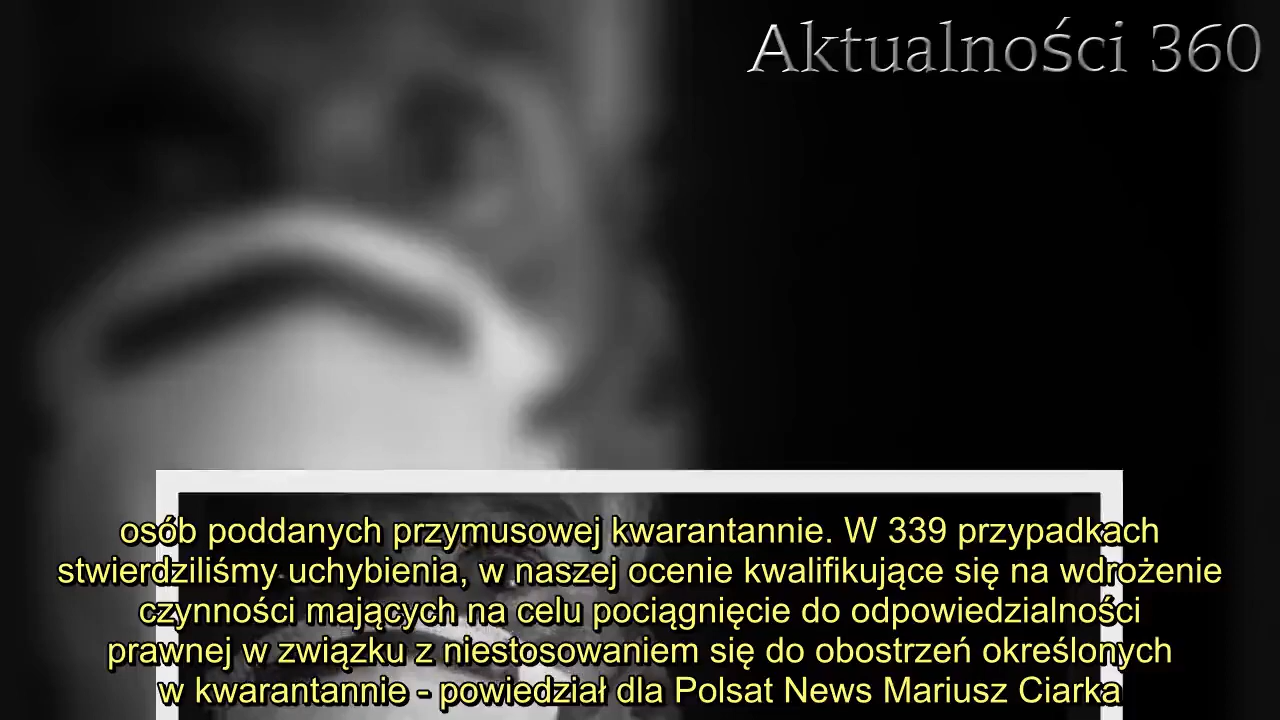 Aktualności 360
osób poddanych przymusowej kwarantannie. W 339 przypadkach
stwierdziliśmy uchybienia, w naszej ocenie kwalifikujące się na wdrożenie
czynności mających na celu pociągnięcie do odpowiedzialności
prawnej w związku z niestosowaniem się do obostrzeń określonych
w kwarantannie - powiedział dla Polsat News Mariusz Ciarka